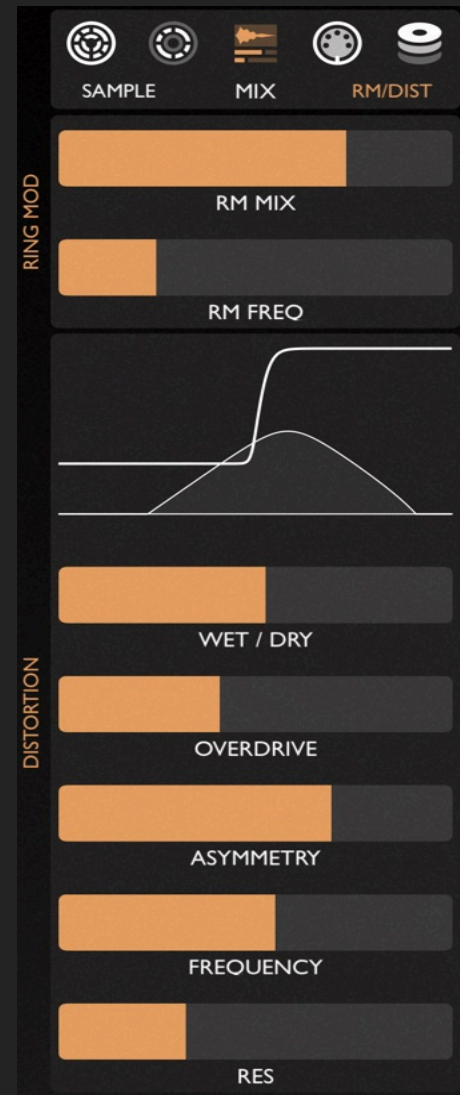 SAMPLE MIX RM/DIST
RING MOD
RM MIX
RM FREQ
DISTORTION
WET / DRY
OVERDRIVE
ASYMMETRY
FREQUENCY
RES